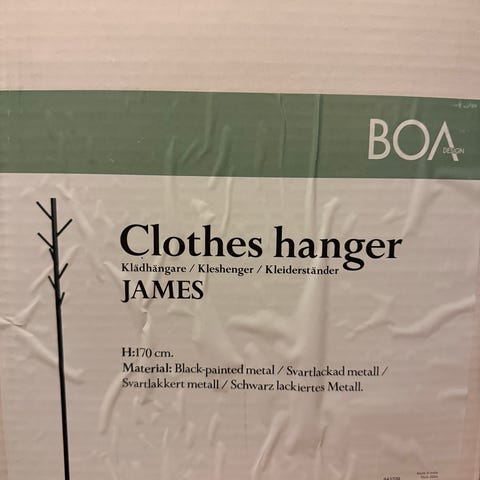 BOA
DESIGN
Clothes hanger
Klädhängare / Kleshenger / Kleiderständer
JAMES
H:170 cm.
Material: Black-painted metal / Svartlackad metall /
Svartlakkert metall / Schwarz lackiertes Metall.